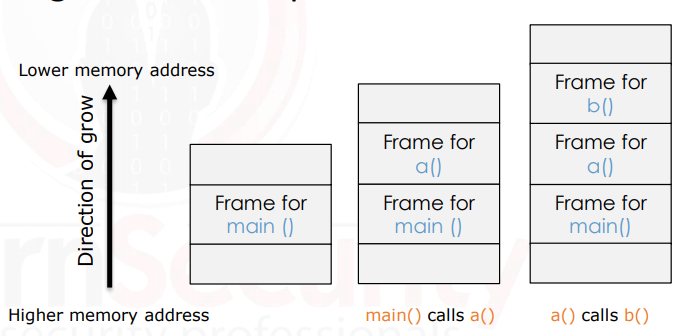 Lower memory address
Direction of grow
Higher memory address
Frame for
main ()
Frame for
a()
Frame for
main ()
main() calls a()
Frame for
b()
Frame for
a()
Frame for
main()
a() calls b()